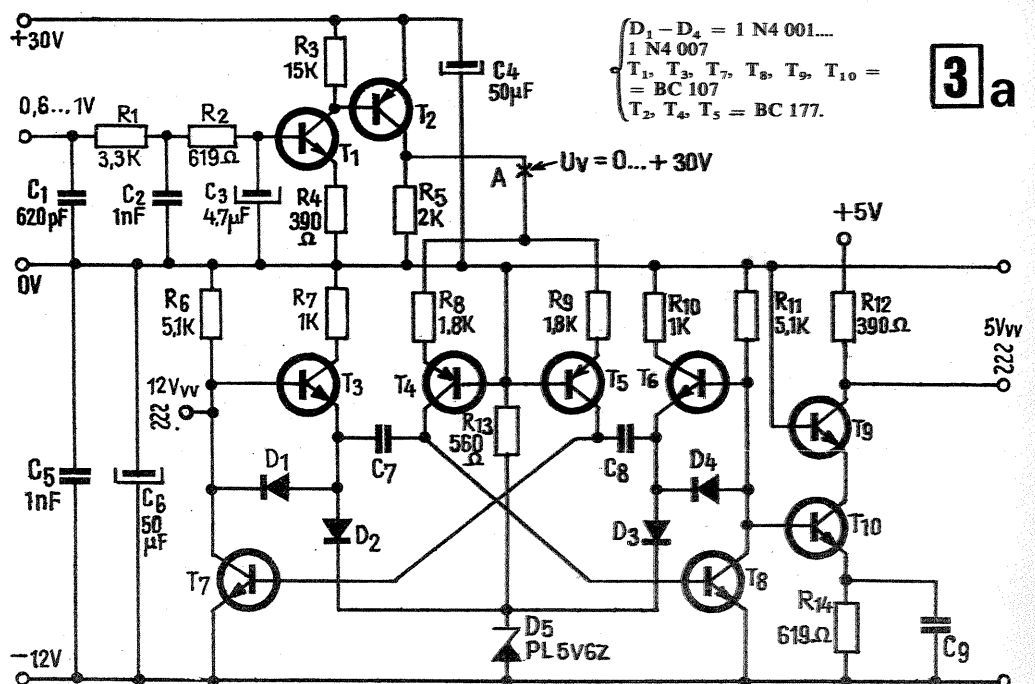 +30V
R3
15K
C4
50µF
T2
D1 – D4 = 1 N4 001....
1 N4 007
T1, T3, T7, T8, T9, T10 =
= BC 107
T2, T4, T5 = BC 177.
3 a
0,6... 1V
R1
3,3K
R2
619Ω
T1
A
Uv = 0...+ 30V
C1
620pF
C2
1nF
C3
4,7µF
R4
390
Ω
R5
2K
+5V
0V
R6
5,1K
R7
1K
R8
1,8K
R9
1,8K
R10
1K
R11
5,1K
R12
390Ω
5Vvv
12Vvv
T3
T4
T5
T6
R13
560
Ω
T9
C7
C8
C5
1nF
C6
50
µF
D1
D4
D2
D3
T10
T7
T8
D5
PL5V6Z
R14
619Ω
C9
–12V